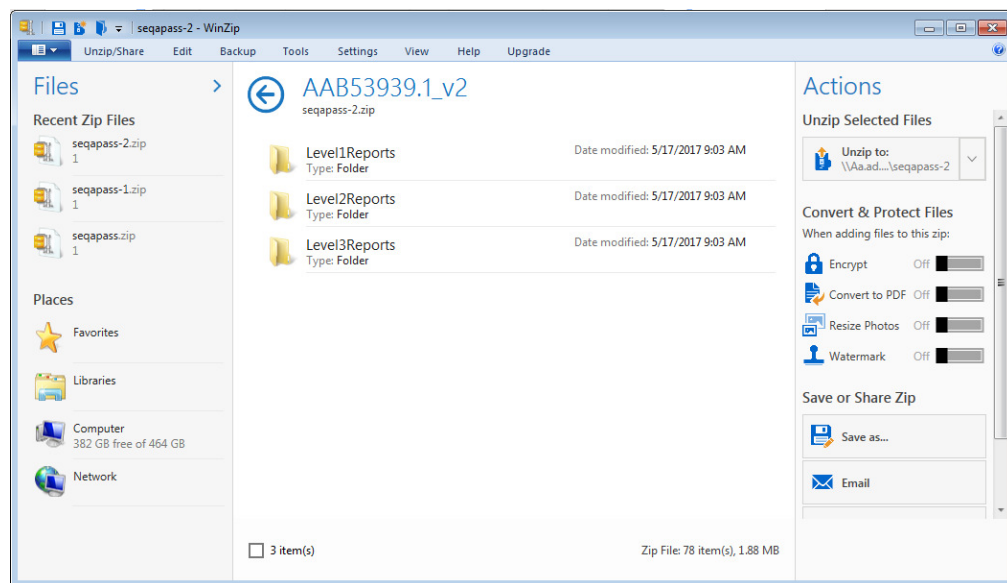 seqapass-2 - WinZip
Unzip/Share Edit Backup Tools Settings View Help Upgrade
Files
Recent Zip Files
seqapass-2.zip
1
seqapass-1.zip
1
seqapass.zip
1
Places
Favorites
Libraries
Computer
382 GB free of 464 GB
Network
AAB53939.1_v2
seqapass-2.zip
Level1Reports Date modified: 5/17/2017 9:03 AM
Type: Folder
Level2Reports Date modified: 5/17/2017 9:03 AM
Type: Folder
Level3Reports Date modified: 5/17/2017 9:03 AM
Type: Folder
3 item(s) Zip File: 78 item(s), 1.88 MB
Actions
Unzip Selected Files
Unzip to:
\\Aa.ad....\seqapass-2
Convert & Protect Files
When adding files to this zip:
Encrypt Off
Convert to PDF Off
Resize Photos Off
Watermark Off
Save or Share Zip
Save as...
Email